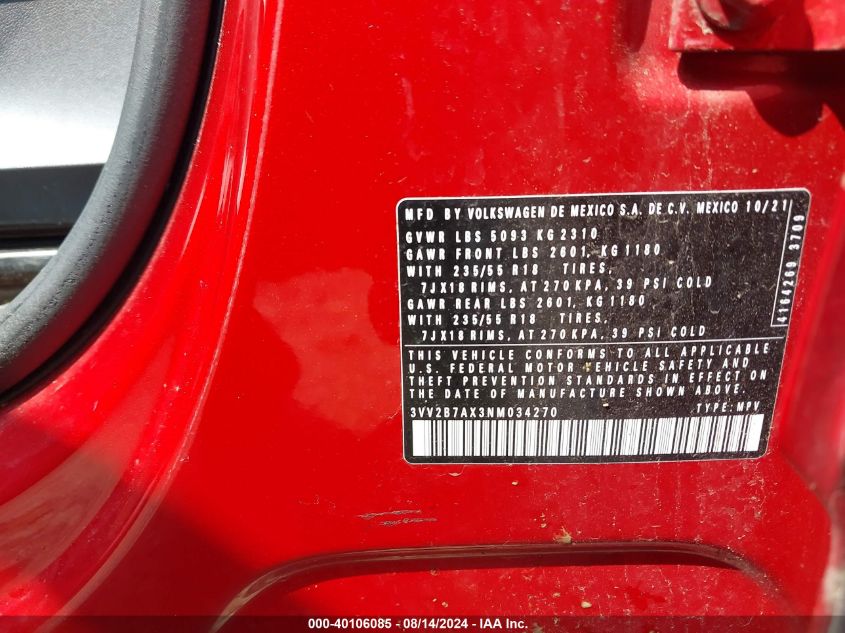 MFD BY VOLKSWAGEN DE MEXICO S.A. DE C.V. MEXICO 10/21
GVWR LBS 5093 KG 2310
GAWR FRONT LBS 2601, KG 1180
WITH 235/55 R18 TIRES,
7JX18 RIMS, AT 270 KPA, 39 PSI COLD
GAWR REAR LBS 2601, KG 1180
WITH 235/55 R18 TIRES,
7JX18 RIMS, AT 270 KPA, 39 PSI COLD
4164269 3709
THIS VEHICLE CONFORMS TO ALL APPLICABLE
U.S. FEDERAL MOTOR VEHICLE SAFETY AND
THEFT PREVENTION STANDARDS IN EFFECT ON
THE DATE OF MANUFACTURE SHOWN ABOVE.
3VV2B7AX3NM034270 TYPE: MPV
000-40106085 - 08/14/2024 - IAA Inc.